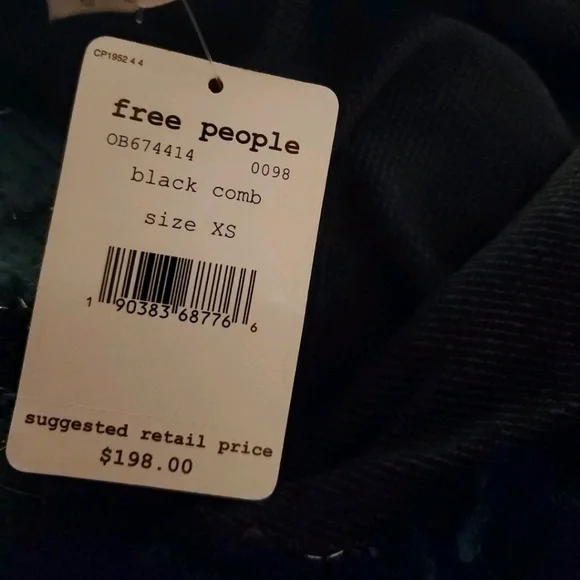 CP1952 4 4
free people
OB674414 0098
black comb
size XS
1 90383 68776 6
suggested retail price
$198.00